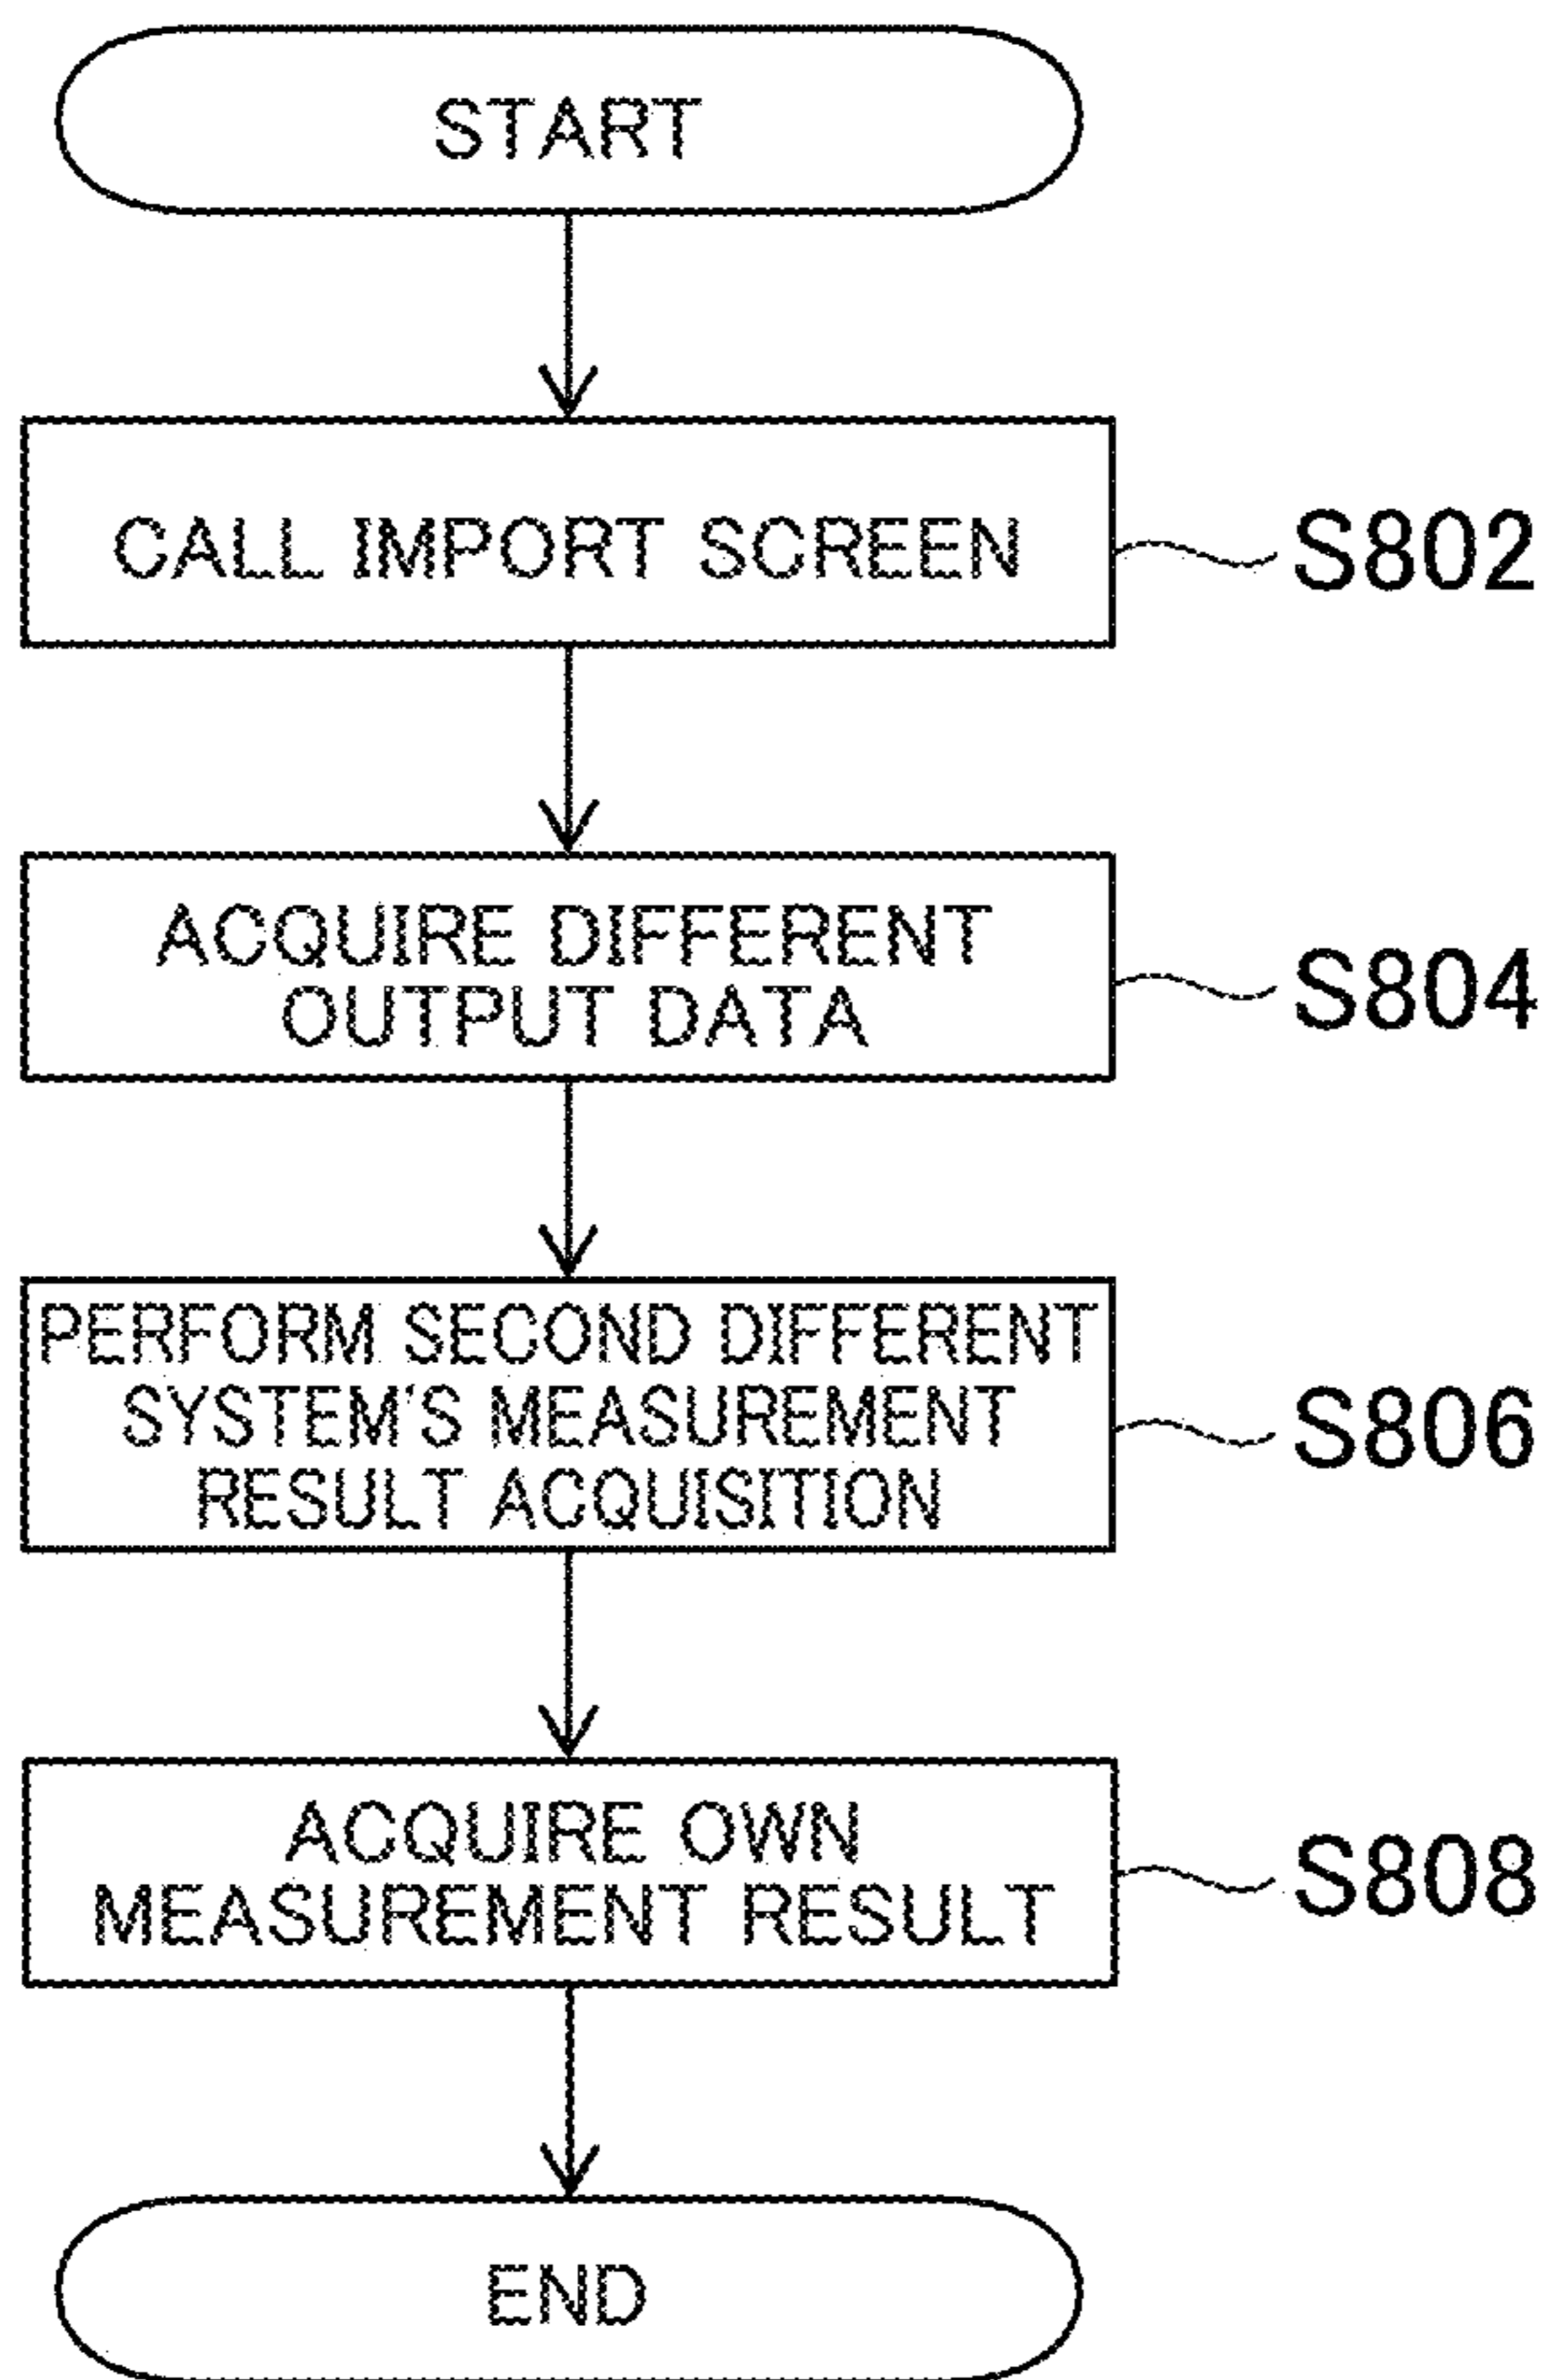 START
CALL IMPORT SCREEN
S802
ACQUIRE DIFFERENT
OUTPUT DATA
S804
PERFORM SECOND DIFFERENT
SYSTEM'S MEASUREMENT
RESULT ACQUISITION
S806
ACQUIRE OWN
MEASUREMENT RESULT
S808
END